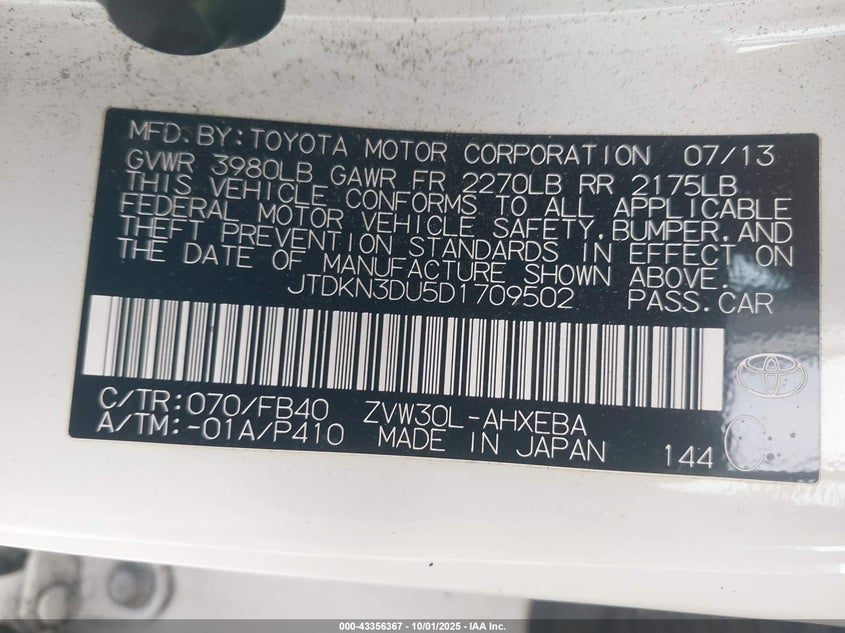 MFD.BY:TOYOTA MOTOR CORPORATION 07/13
GVWR 3980LB GAWR FR 2270LB RR 2175LB
THIS VEHICLE CONFORMS TO ALL APPLICABLE
FEDERAL MOTOR VEHICLE SAFETY,BUMPER,AND
THEFT PREVENTION STANDARDS IN EFFECT ON
THE DATE OF MANUFACTURE SHOWN ABOVE.
JTDKN3DU5D1709502 PASS.CAR
C/TR:070/FB40 ZVW30L-AHXEBA
A/TM:-01A/P410 MADE IN JAPAN 144 C
000-43356367 - 10/01/2025 - IAA Inc.